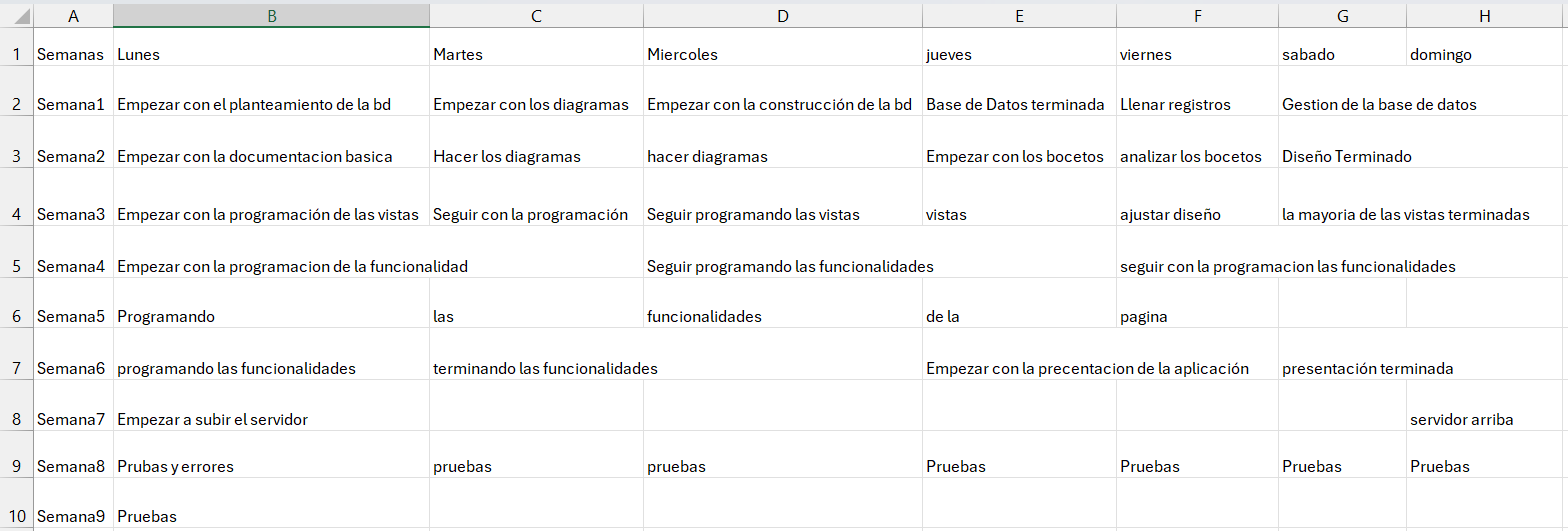 A B C D E F G H
1 Semanas Lunes Martes Miercoles jueves viernes sabado domingo
2 Semana1 Empezar con el planteamiento de la bd Empezar con los diagramas Empezar con la construcción de la bd Base de Datos terminada Llenar registros Gestion de la base de datos
3 Semana2 Empezar con la documentacion basica Hacer los diagramas hacer diagramas Empezar con los bocetos analizar los bocetos Diseño Terminado
4 Semana3 Empezar con la programación de las vistas Seguir con la programación Seguir programando las vistas vistas ajustar diseño la mayoria de las vistas terminadas
5 Semana4 Empezar con la programacion de la funcionalidad Seguir programando las funcionalidades seguir con la programacion las funcionalidades
6 Semana5 Programando las funcionalidades de la pagina
7 Semana6 programando las funcionalidades terminando las funcionalidades Empezar con la precentacion de la aplicación presentación terminada
8 Semana7 Empezar a subir el servidor servidor arriba
9 Semana8 Prubas y errores pruebas pruebas Pruebas Pruebas Pruebas Pruebas
10 Semana9 Pruebas